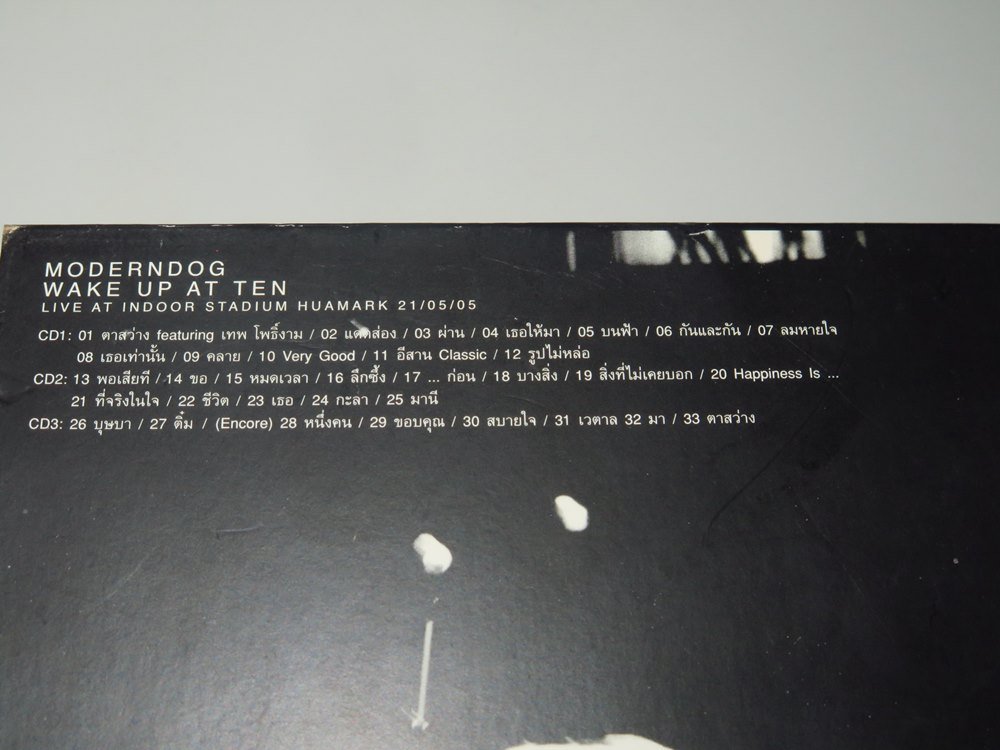 MODERNDOG
WAKE UP AT TEN
LIVE AT INDOOR STADIUM HUAMARK 21/05/05
CD1: 01 ตาสว่าง featuring เทพ โพธิ์งาม / 02 แดดส่อง / 03 ผ่าน / 04 เธอให้มา / 05 บนฟ้า / 06 กันและกัน / 07 ลมหายใจ
08 เธอเท่านั้น / 09 คลาย / 10 Very Good / 11 อีสาน Classic / 12 รูปไม่หล่อ
CD2: 13 พอเสียที / 14 ขอ / 15 หมดเวลา / 16 ลึกซึ้ง / 17 ... ก่อน / 18 บางสิ่ง / 19 สิ่งที่ไม่เคยบอก / 20 Happiness Is ...
21 ที่จริงในใจ / 22 ชีวิต / 23 เธอ / 24 กะลา / 25 มานี
CD3: 26 บุษบา / 27 ติ๋ม / (Encore) 28 หนึ่งคน / 29 ขอบคุณ / 30 สบายใจ / 31 เวตาล 32 มา / 33 ตาสว่าง